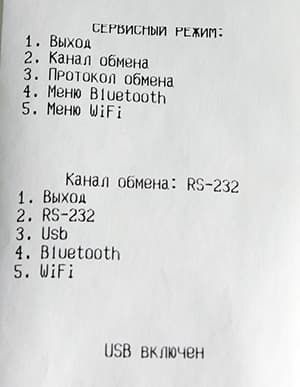 СЕРВИСНЫЙ РЕЖИМ:
1. Выход
2. Канал обмена
3. Протокол обмена
4. Меню Bluetooth
5. Меню WiFi
Канал обмена: RS-232
1. Выход
2. RS-232
3. Usb
4. Bluetooth
5. WiFi
USB включен